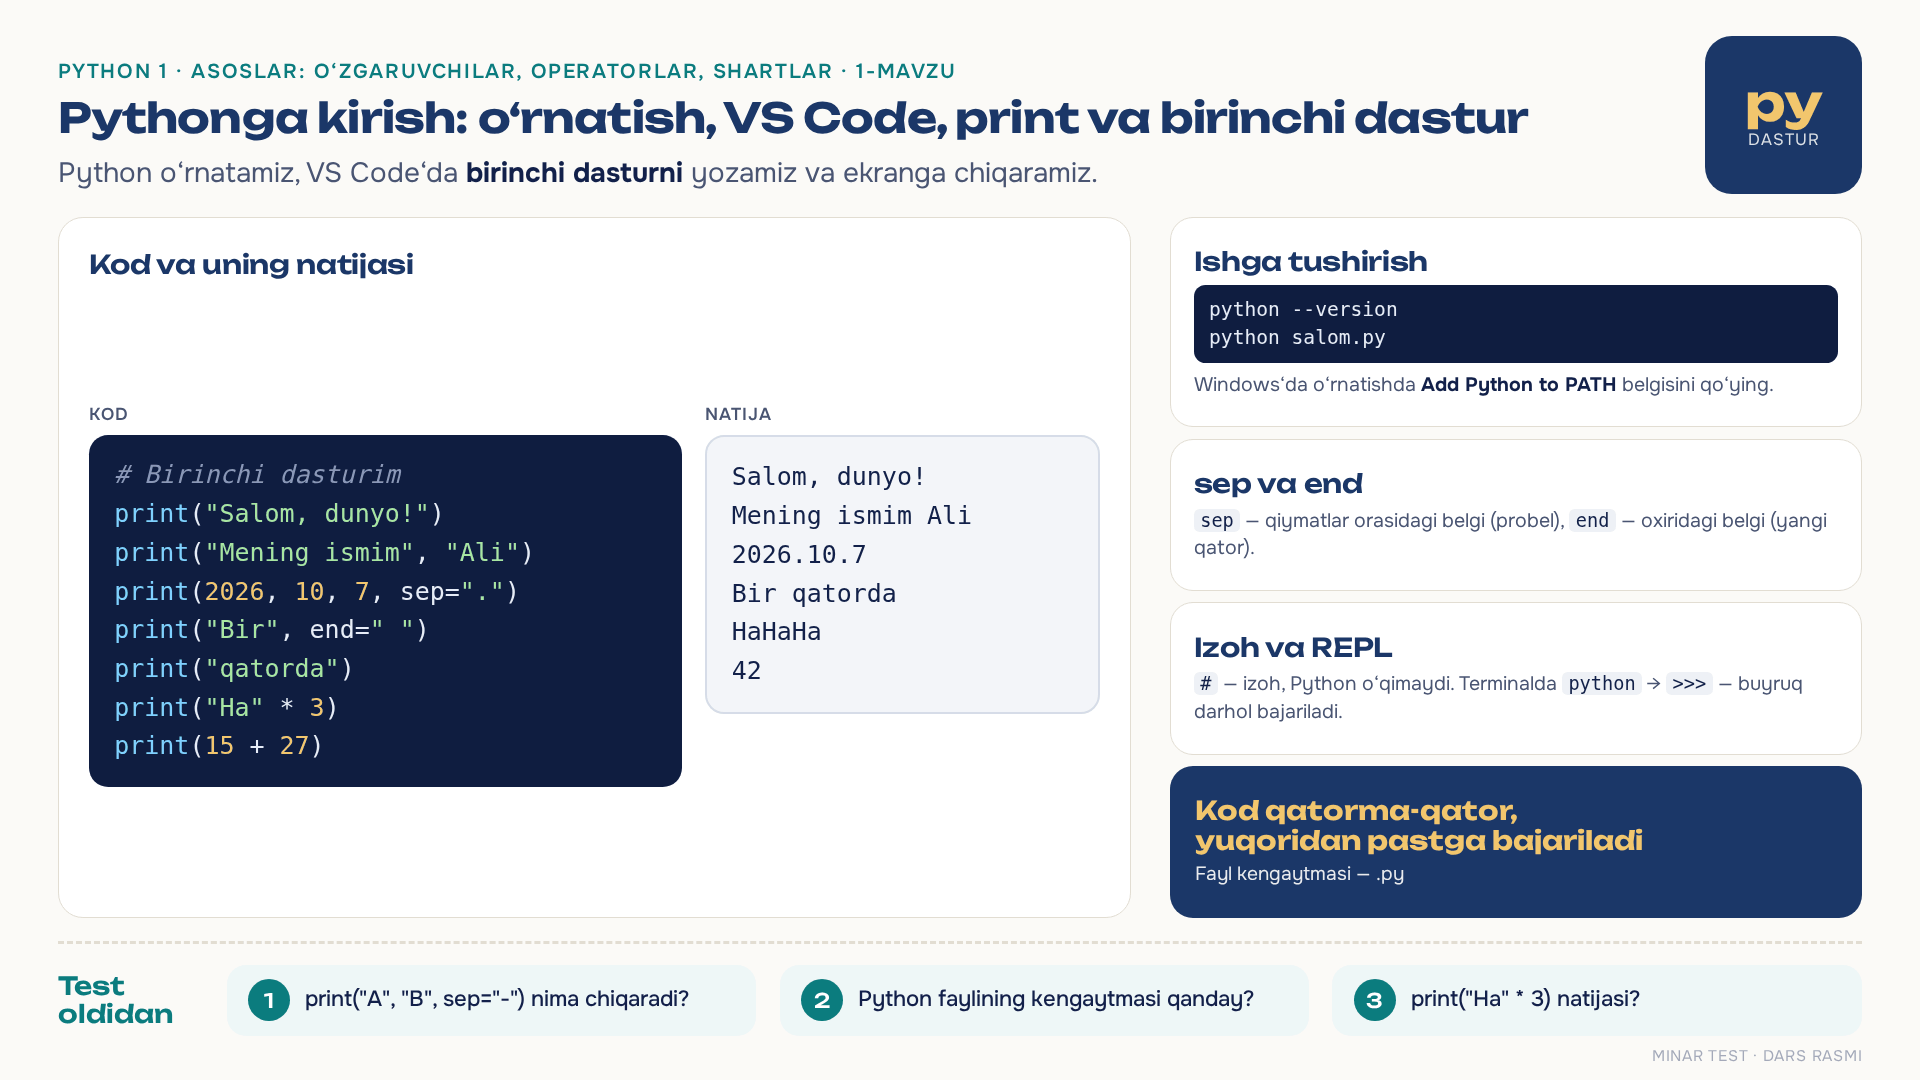 PYTHON 1 · ASOSLAR: O‘ZGARUVCHILAR, OPERATORLAR, SHARTLAR · 1-MAVZU
Pythonga kirish: o‘rnatish, VS Code, print va birinchi dastur
Python o‘rnatamiz, VS Code‘da birinchi dasturni yozamiz va ekranga chiqaramiz.
py
DASTUR
Kod va uning natijasi
KOD
# Birinchi dasturim
print("Salom, dunyo!")
print("Mening ismim", "Ali")
print(2026, 10, 7, sep=".")
print("Bir", end=" ")
print("qatorda")
print("Ha" * 3)
print(15 + 27)
NATIJA
Salom, dunyo!
Mening ismim Ali
2026.10.7
Bir qatorda
HaHaHa
42
Ishga tushirish
python --version
python salom.py
Windows‘da o‘rnatishda Add Python to PATH belgisini qo‘ying.
sep va end
sep — qiymatlar orasidagi belgi (probel), end — oxiridagi belgi (yangi
qator).
Izoh va REPL
# — izoh, Python o‘qimaydi. Terminalda python → >>> — buyruq
darhol bajariladi.
Kod qatorma-qator,
yuqoridan pastga bajariladi
Fayl kengaytmasi — .py
Test
oldidan
1 print("A", "B", sep="-") nima chiqaradi?
2 Python faylining kengaytmasi qanday?
3 print("Ha" * 3) natijasi?
MINAR TEST · DARS RASMI